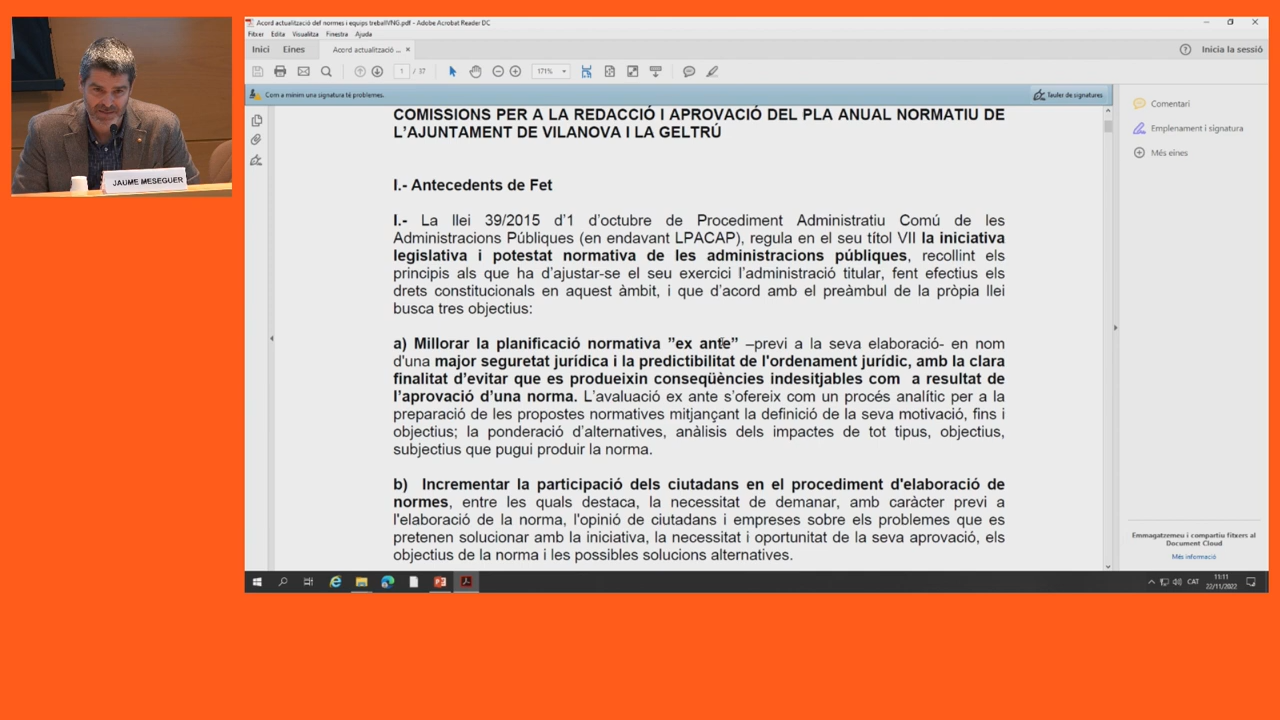 JAUME MESEGUER
Acord actualització def normes i equips treballVNG.pdf - Adobe Acrobat Reader DC
Fitxer Edita Visualitza Finestra Ajuda
Inici Eines Acord actualització ... × Inicia la sessió
1 / 37 171%
Com a mínim una signatura té problemes. Tauler de signatures
COMISSIONS PER A LA REDACCIÓ I APROVACIÓ DEL PLA ANUAL NORMATIU DE
L'AJUNTAMENT DE VILANOVA I LA GELTRÚ
I.- Antecedents de Fet
I.- La llei 39/2015 d'1 d'octubre de Procediment Administratiu Comú de les
Administracions Públiques (en endavant LPACAP), regula en el seu títol VII la iniciativa
legislativa i potestat normativa de les administracions públiques, recollint els
principis als que ha d'ajustar-se el seu exercici l'administració titular, fent efectius els
drets constitucionals en aquest àmbit, i que d'acord amb el preàmbul de la pròpia llei
busca tres objectius:
a) Millorar la planificació normativa "ex ante" –previ a la seva elaboració- en nom
d'una major seguretat jurídica i la predictibilitat de l'ordenament jurídic, amb la clara
finalitat d'evitar que es produeixin conseqüències indesitjables com a resultat de
l'aprovació d'una norma. L'avaluació ex ante s'ofereix com un procés analític per a la
preparació de les propostes normatives mitjançant la definició de la seva motivació, fins i
objectius; la ponderació d'alternatives, anàlisis dels impactes de tot tipus, objectius,
subjectius que pugui produir la norma.
b) Incrementar la participació dels ciutadans en el procediment d'elaboració de
normes, entre les quals destaca, la necessitat de demanar, amb caràcter previ a
l'elaboració de la norma, l'opinió de ciutadans i empreses sobre els problemes que es
pretenen solucionar amb la iniciativa, la necessitat i oportunitat de la seva aprovació, els
objectius de la norma i les possibles solucions alternatives.
Comentari
Emplenament i signatura
Més eines
Emmagatzemeu i compartiu fitxers al
Document Cloud
Més informació
CAT 11:11
22/11/2022